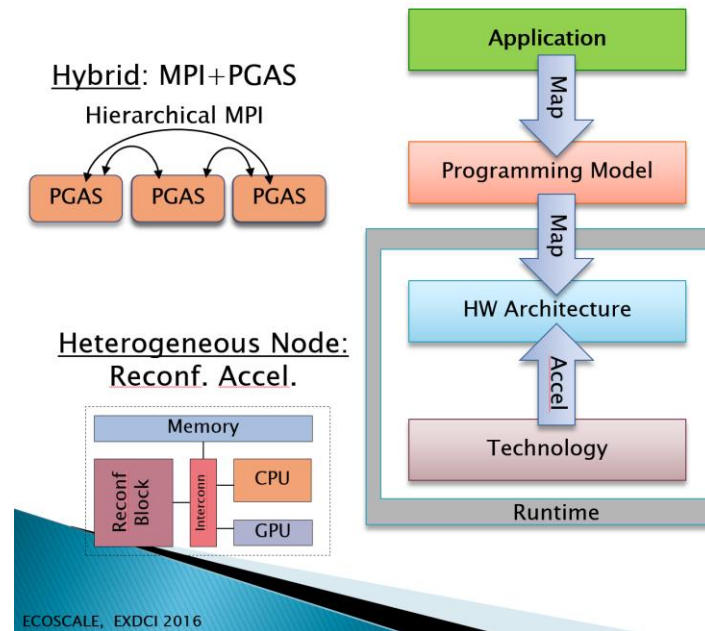 Hybrid: MPI+PGAS
Hierarchical MPI
PGAS
PGAS
PGAS
Heterogeneous Node:
Reconf. Accel.
Memory
Reconf
Block
Interconn
CPU
GPU
Application
Map
Programming Model
Map
HW Architecture
Accel
Technology
Runtime
ECOSCALE, EXDCI 2016